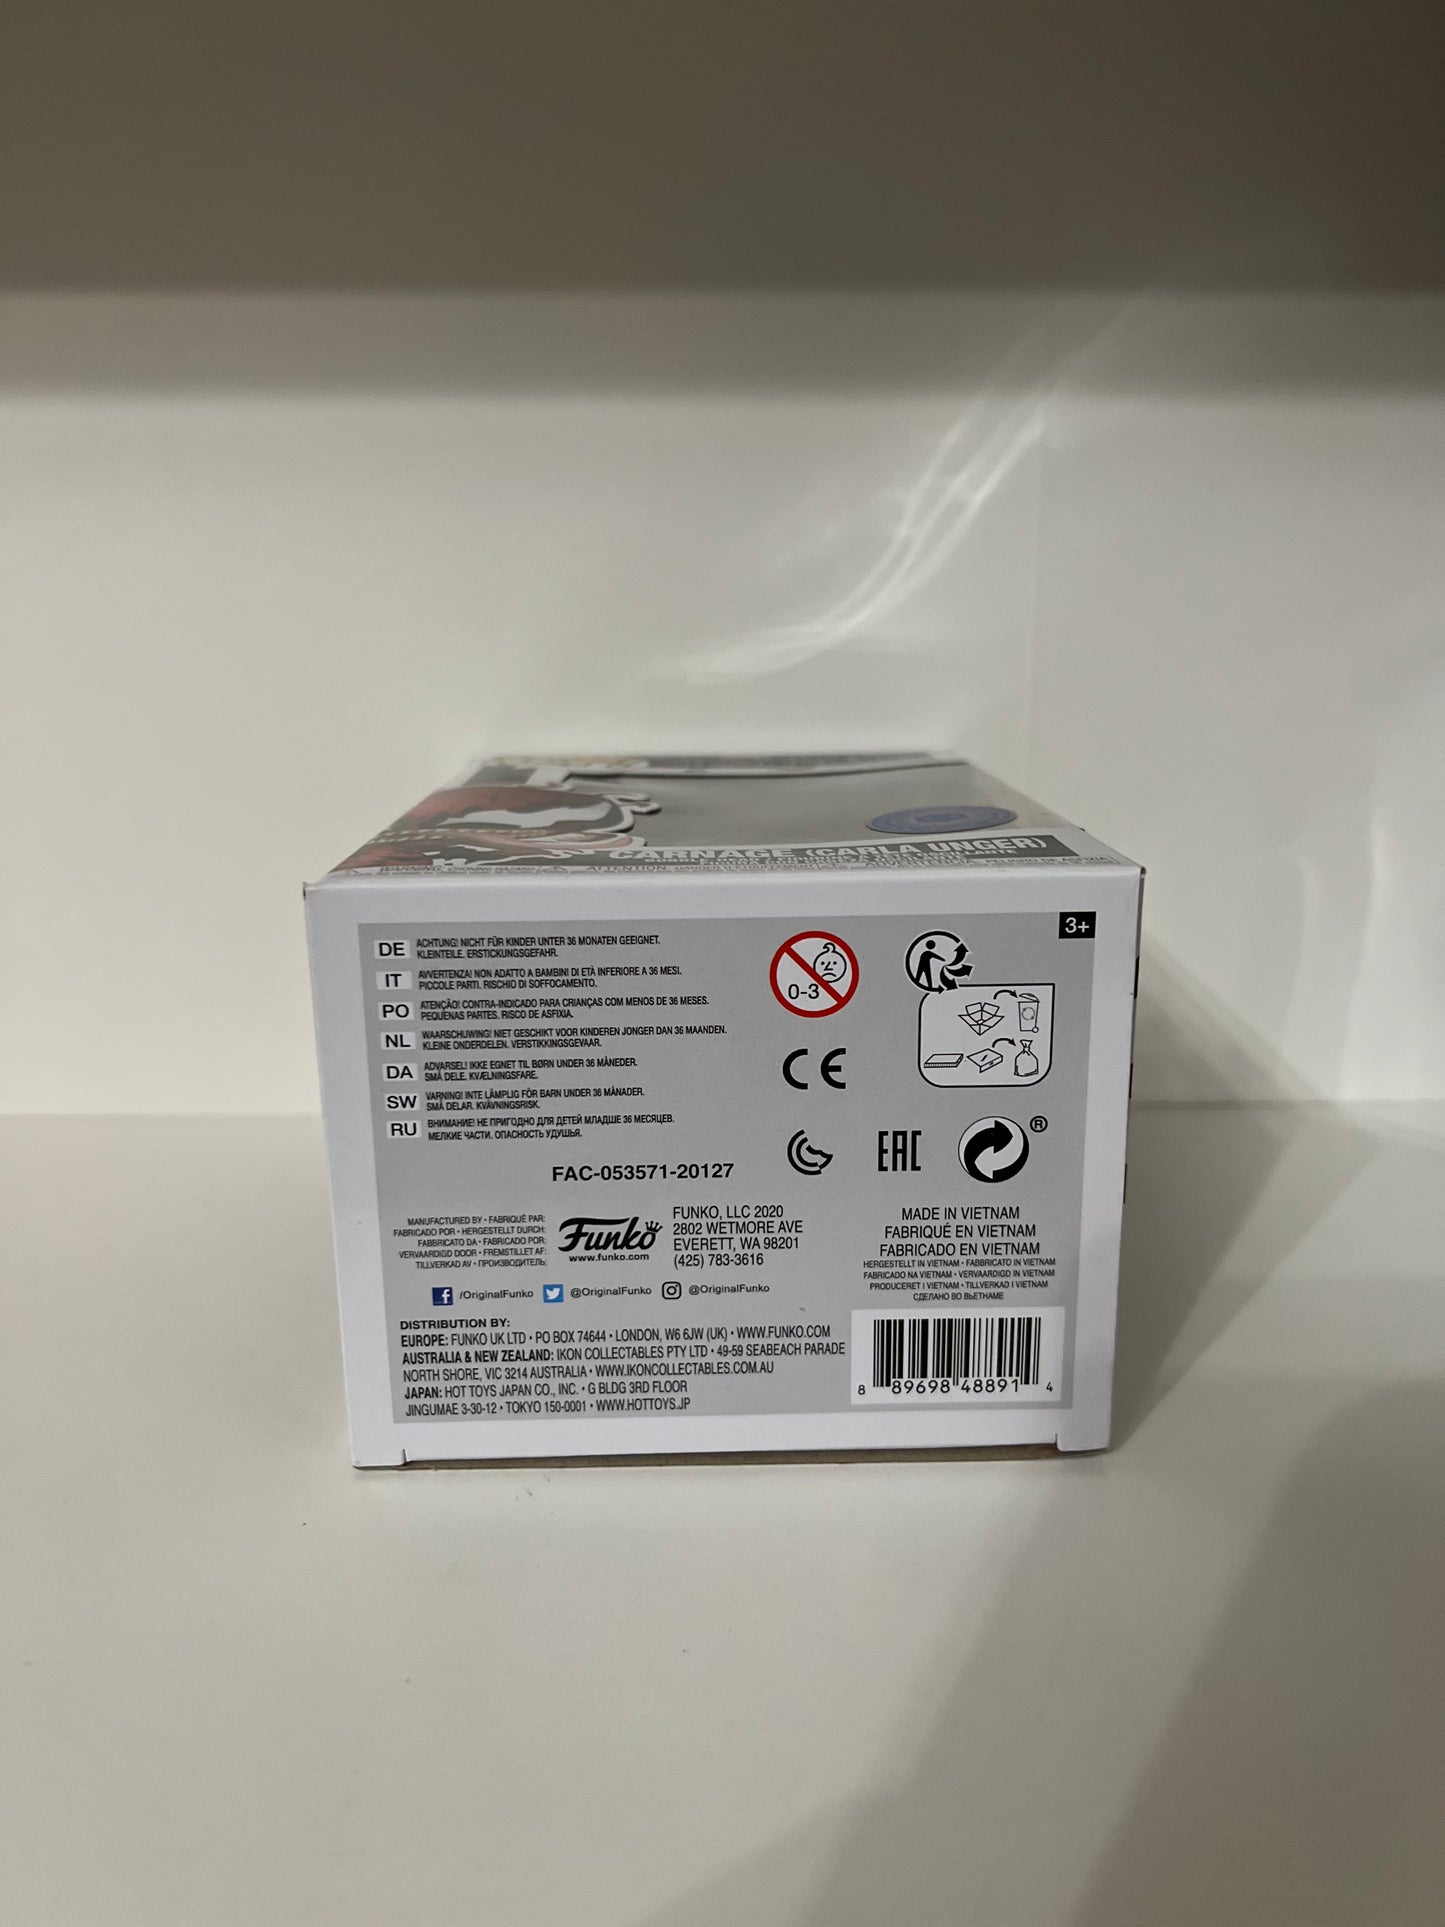 CARNAGE (CARLA UNGER)
3+
DE ACHTUNG! NICHT FÜR KINDER UNTER 36 MONATEN GEEIGNET.
KLEINTEILE. ERSTICKUNGSGEFAHR.
IT AVVERTENZA! NON ADATTO A BAMBINI DI ETÀ INFERIORE A 36 MESI.
PICCOLE PARTI. RISCHIO DI SOFFOCAMENTO.
PO ATENÇÃO! CONTRA-INDICADO PARA CRIANÇAS COM MENOS DE 36 MESES.
PEQUENAS PARTES. RISCO DE ASFIXIA.
NL WAARSCHUWING! NIET GESCHIKT VOOR KINDEREN JONGER DAN 36 MAANDEN.
KLEINE ONDERDELEN. VERSTIKKINGSGEVAAR.
DA ADVARSEL! IKKE EGNET TIL BØRN UNDER 36 MÅNEDER.
SMÅ DELE. KVÆLNINGSFARE.
SW VARNING! INTE LÄMPLIG FÖR BARN UNDER 36 MÅNADER.
SMÅ DELAR. KVÄVNINGSRISK.
RU ВНИМАНИЕ! НЕ ПРИГОДНО ДЛЯ ДЕТЕЙ МЛАДШЕ 36 МЕСЯЦЕВ.
МЕЛКИЕ ЧАСТИ. ОПАСНОСТЬ УДУШЬЯ.
0-3
CE
EAC
®
FAC-053571-20127
MANUFACTURED BY • FABRIQUÉ PAR:
FABRICADO POR • HERGESTELLT DURCH:
FABBRICATO DA • FABRICADO POR:
VERVAARDIGD DOOR • FREMSTILLET AF:
TILLVERKAD AV • ПРОИЗВОДИТЕЛЬ:
Funko
www.funko.com
FUNKO, LLC 2020
2802 WETMORE AVE
EVERETT, WA 98201
(425) 783-3616
MADE IN VIETNAM
FABRIQUÉ EN VIETNAM
FABRICADO EN VIETNAM
HERGESTELLT IN VIETNAM • FABBRICATO IN VIETNAM
FABRICADO NA VIETNAM • VERVAARDIGD IN VIETNAM
PRODUCERET I VIETNAM • TILLVERKAD I VIETNAM
СДЕЛАНО ВО ВЬЕТНАМЕ
/OriginalFunko @OriginalFunko @OriginalFunko
DISTRIBUTION BY:
EUROPE: FUNKO UK LTD • PO BOX 74644 • LONDON, W6 6JW (UK) • WWW.FUNKO.COM
AUSTRALIA & NEW ZEALAND: IKON COLLECTABLES PTY LTD • 49-59 SEABEACH PARADE
NORTH SHORE, VIC 3214 AUSTRALIA • WWW.IKONCOLLECTABLES.COM.AU
JAPAN: HOT TOYS JAPAN CO., INC. • G BLDG 3RD FLOOR
JINGUMAE 3-30-12 • TOKYO 150-0001 • WWW.HOTTOYS.JP
8 89698 48891 4